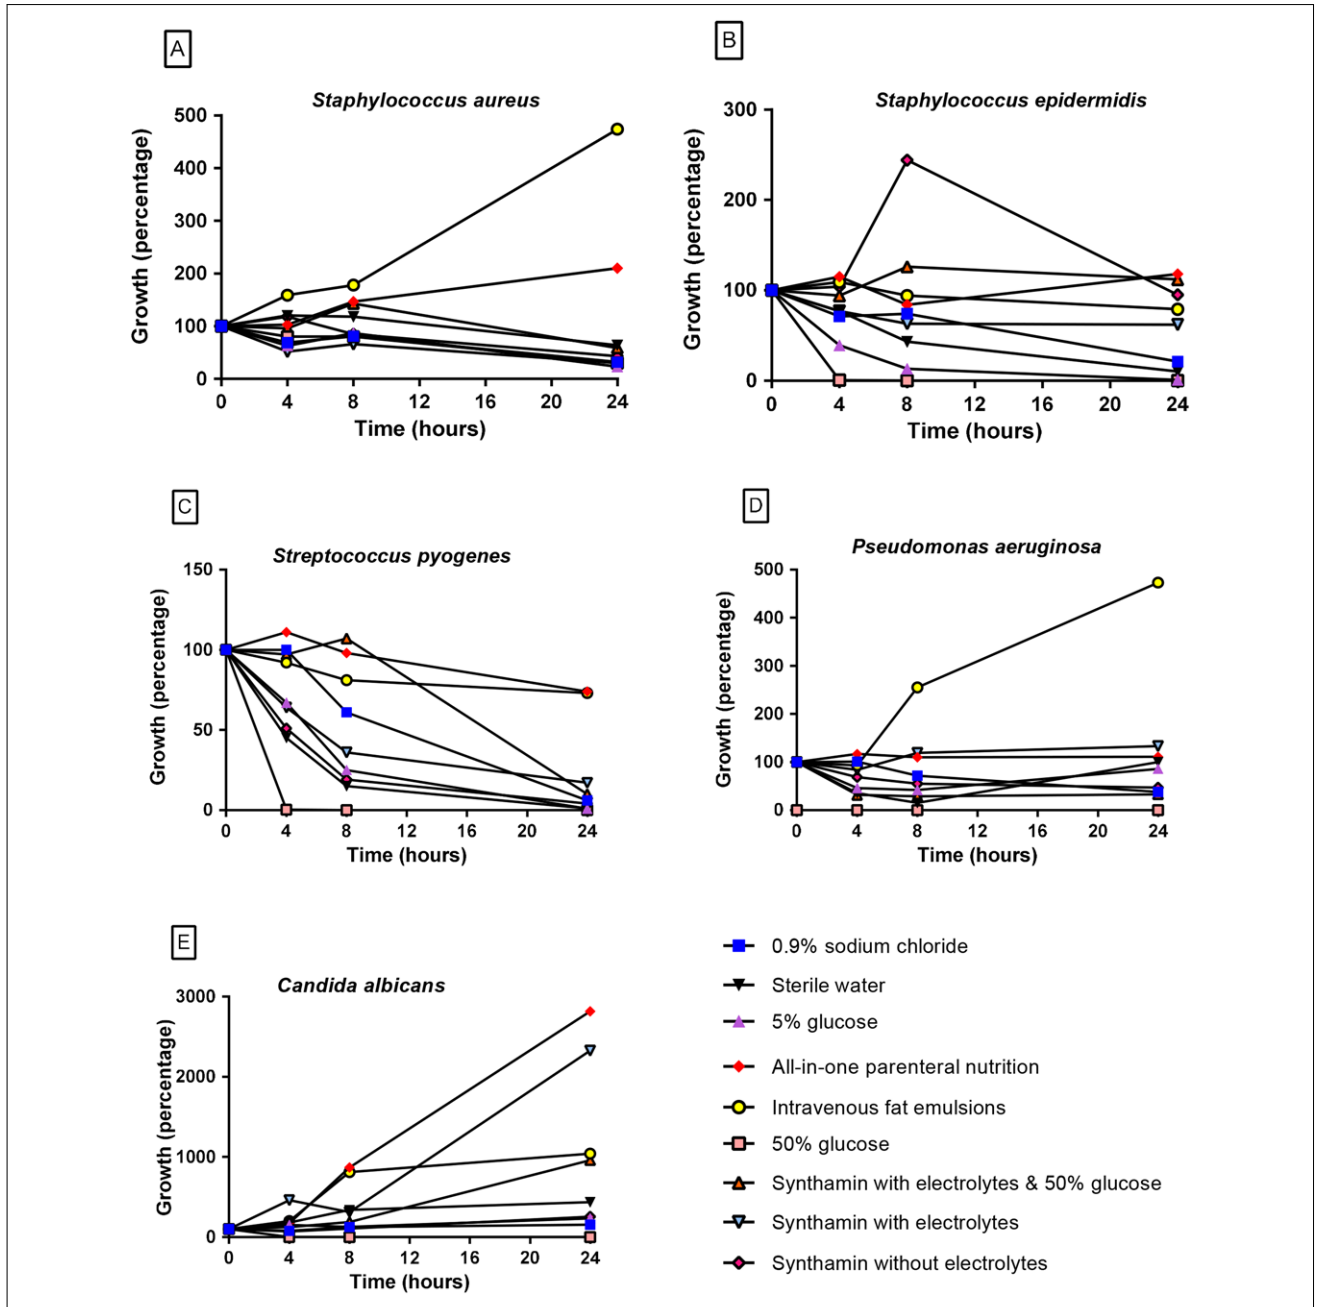 A
Staphylococcus aureus
500
400
300
200
100
0
Growth (percentage)
0 4 8 12 16 20 24
Time (hours)
B
Staphylococcus epidermidis
300
200
100
0
Growth (percentage)
0 4 8 12 16 20 24
Time (hours)
C
Streptococcus pyogenes
150
100
50
0
Growth (percentage)
0 4 8 12 16 20 24
Time (hours)
D
Pseudomonas aeruginosa
500
400
300
200
100
0
Growth (percentage)
0 4 8 12 16 20 24
Time (hours)
E
Candida albicans
3000
2000
1000
0
Growth (percentage)
0 4 8 12 16 20 24
Time (hours)
0.9% sodium chloride
Sterile water
5% glucose
All-in-one parenteral nutrition
Intravenous fat emulsions
50% glucose
Synthamin with electrolytes & 50% glucose
Synthamin with electrolytes
Synthamin without electrolytes